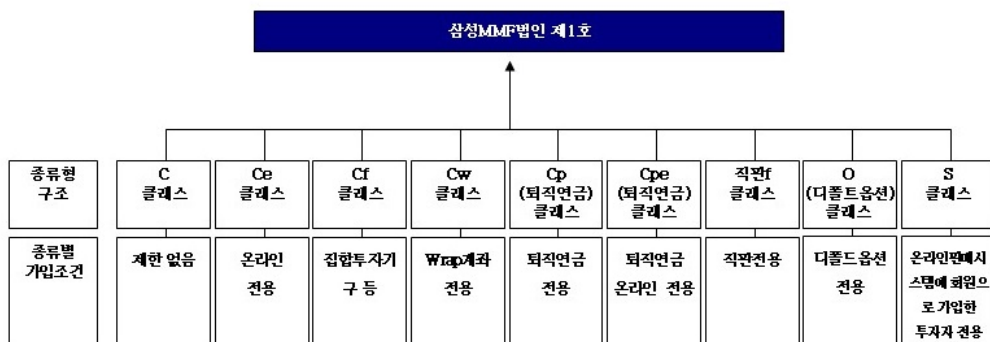 삼성MMF법인 제1호
종류형
구조
C
클래스
Ce
클래스
Cf
클래스
Cw
클래스
Cp
(퇴직연금)
클래스
Cpe
(퇴직연금)
클래스
직판f
클래스
O
(디폴트옵션)
클래스
S
클래스
종류별
가입조건
제한 없음
온라인
전용
집합투자기
구 등
Wrap계좌
전용
퇴직연금
전용
퇴직연금
온라인 전용
직판전용
디폴트옵션
전용
온라인판매시
스템에 회원으
로 가입한
투자자 전용